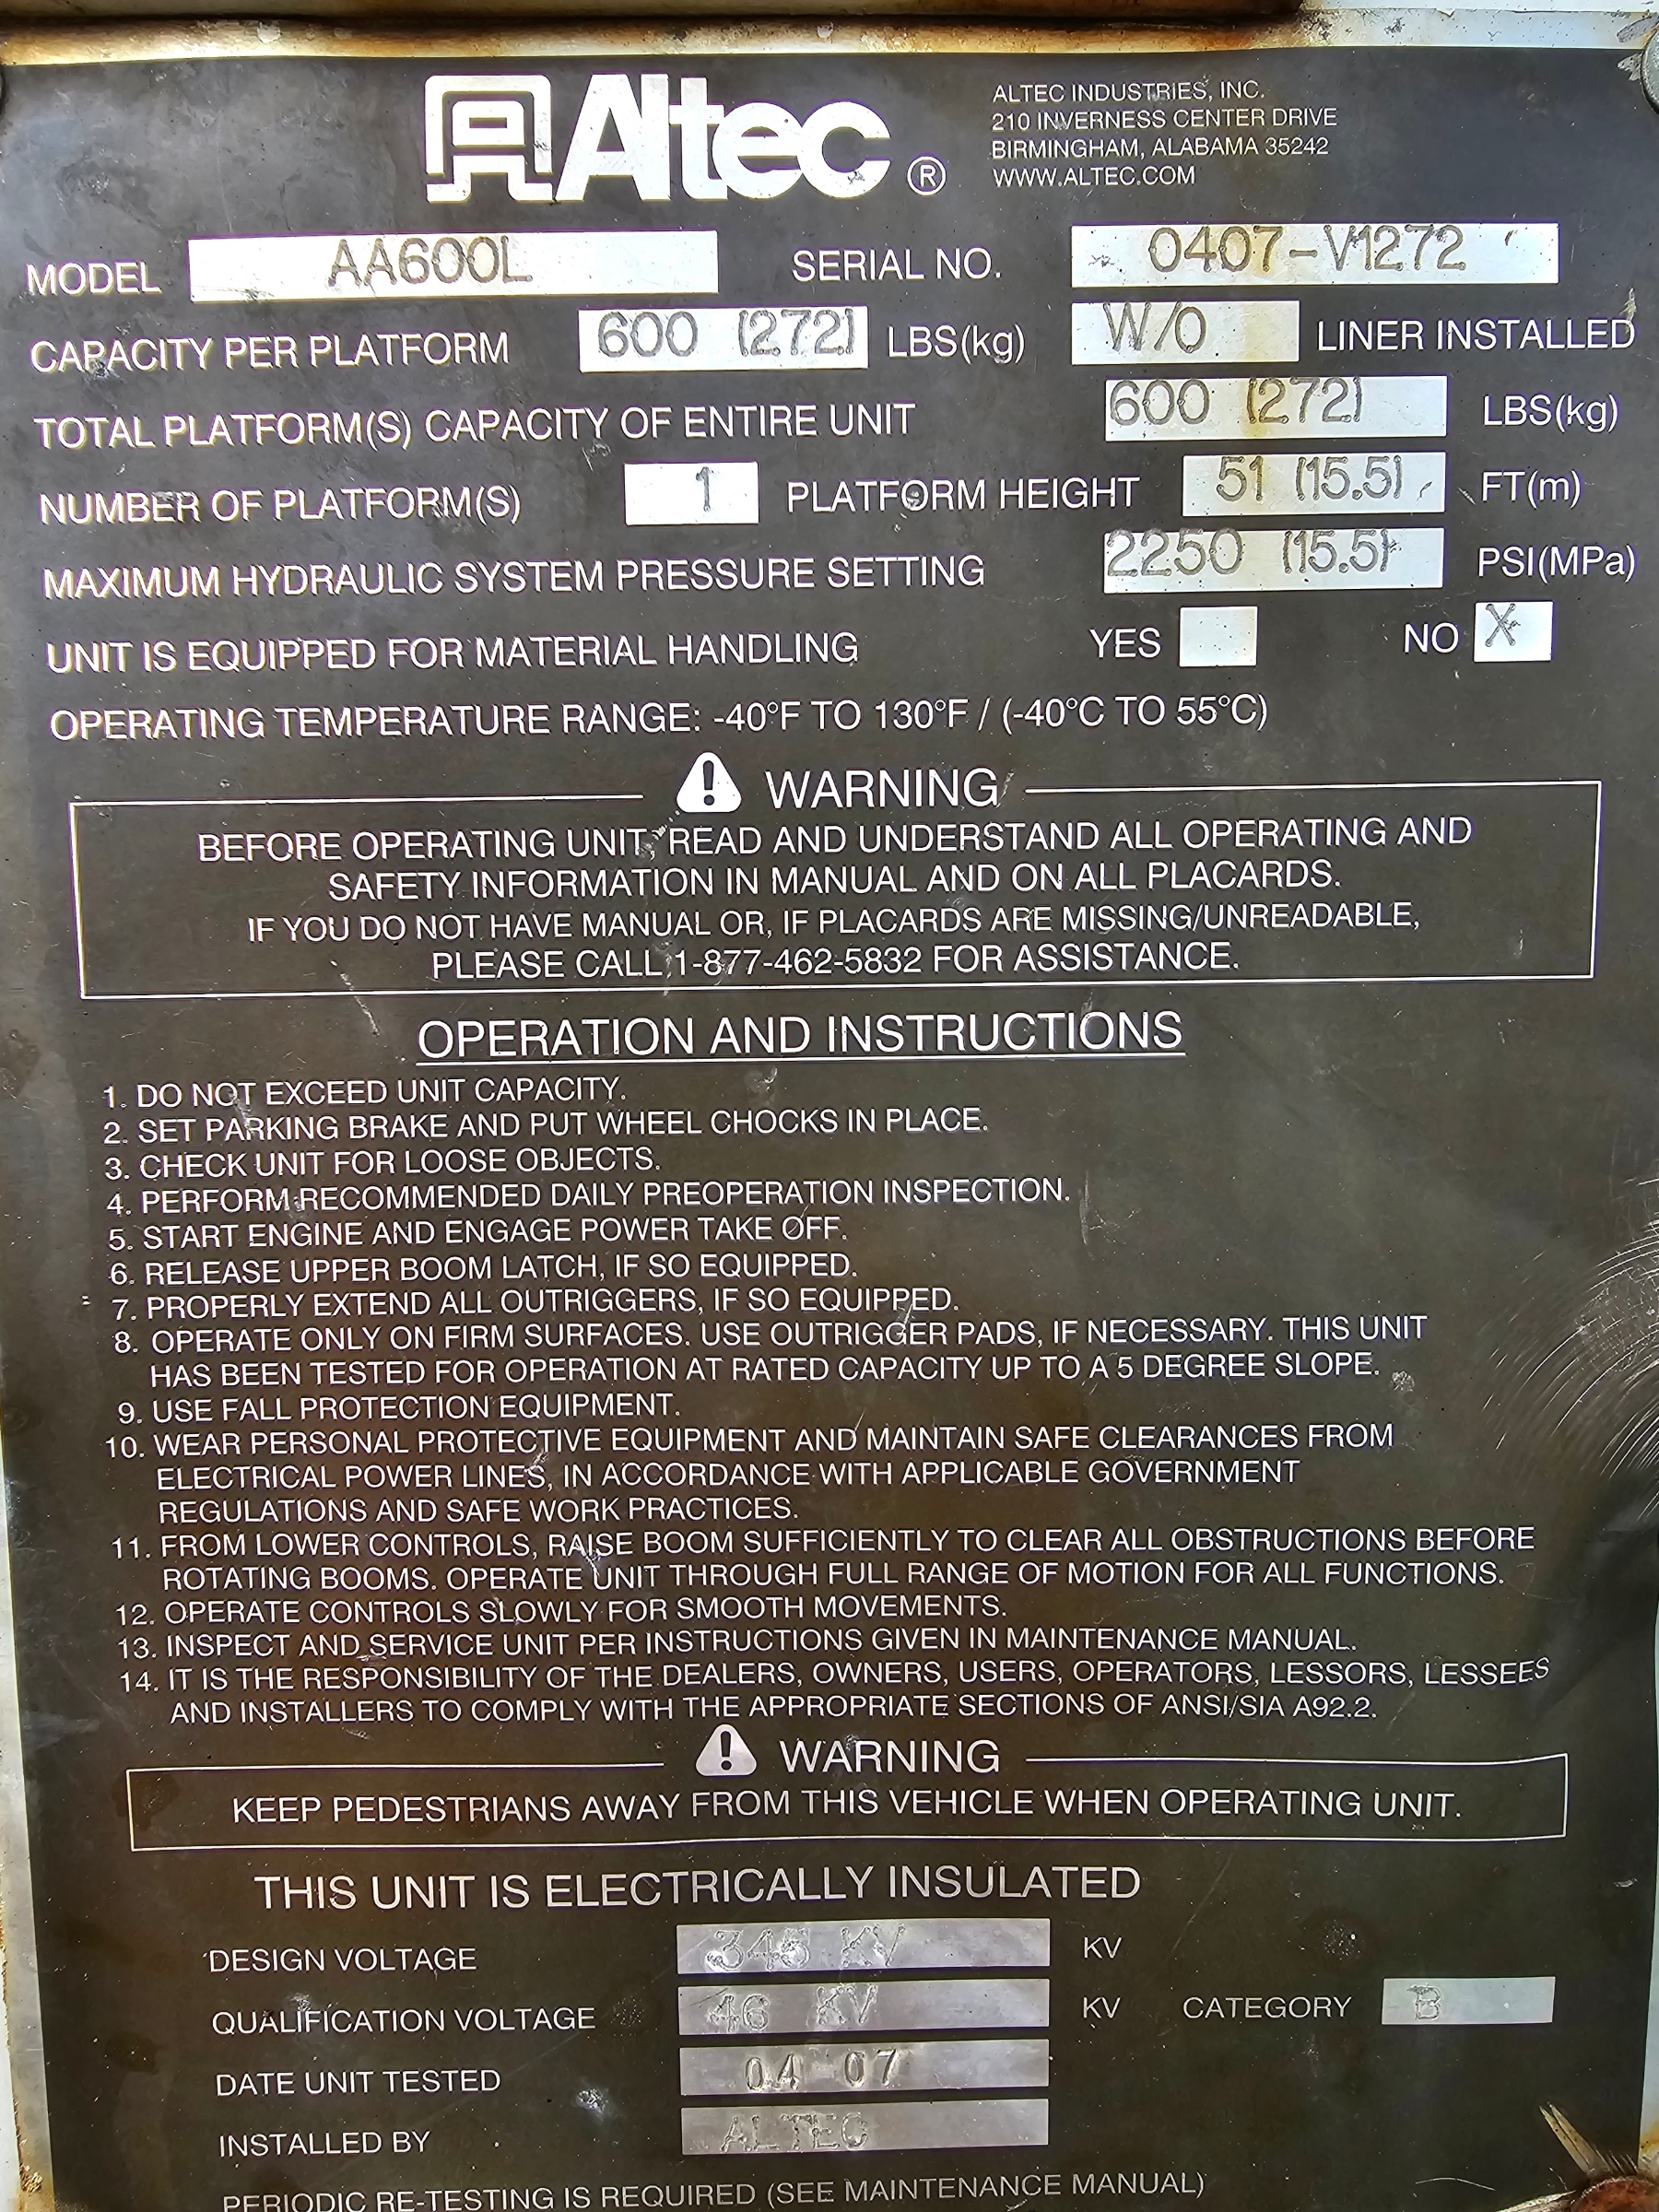 Altec ®
ALTEC INDUSTRIES, INC.
210 INVERNESS CENTER DRIVE
BIRMINGHAM, ALABAMA 35242
WWW.ALTEC.COM
MODEL AA600L SERIAL NO. 0407-V1272
CAPACITY PER PLATFORM 600 (272) LBS(kg) W/O LINER INSTALLED
TOTAL PLATFORM(S) CAPACITY OF ENTIRE UNIT 600 (272) LBS(kg)
NUMBER OF PLATFORM(S) 1 PLATFORM HEIGHT 51 (15.5) FT(m)
MAXIMUM HYDRAULIC SYSTEM PRESSURE SETTING 2250 (15.5) PSI(MPa)
UNIT IS EQUIPPED FOR MATERIAL HANDLING YES NO X
OPERATING TEMPERATURE RANGE: -40°F TO 130°F / (-40°C TO 55°C)
WARNING
BEFORE OPERATING UNIT, READ AND UNDERSTAND ALL OPERATING AND
SAFETY INFORMATION IN MANUAL AND ON ALL PLACARDS.
IF YOU DO NOT HAVE MANUAL OR, IF PLACARDS ARE MISSING/UNREADABLE,
PLEASE CALL 1-877-462-5832 FOR ASSISTANCE.
OPERATION AND INSTRUCTIONS
1. DO NOT EXCEED UNIT CAPACITY.
2. SET PARKING BRAKE AND PUT WHEEL CHOCKS IN PLACE.
3. CHECK UNIT FOR LOOSE OBJECTS.
4. PERFORM RECOMMENDED DAILY PREOPERATION INSPECTION.
5. START ENGINE AND ENGAGE POWER TAKE OFF.
6. RELEASE UPPER BOOM LATCH, IF SO EQUIPPED.
7. PROPERLY EXTEND ALL OUTRIGGERS, IF SO EQUIPPED.
8. OPERATE ONLY ON FIRM SURFACES. USE OUTRIGGER PADS, IF NECESSARY. THIS UNIT
HAS BEEN TESTED FOR OPERATION AT RATED CAPACITY UP TO A 5 DEGREE SLOPE.
9. USE FALL PROTECTION EQUIPMENT.
10. WEAR PERSONAL PROTECTIVE EQUIPMENT AND MAINTAIN SAFE CLEARANCES FROM
ELECTRICAL POWER LINES, IN ACCORDANCE WITH APPLICABLE GOVERNMENT
REGULATIONS AND SAFE WORK PRACTICES.
11. FROM LOWER CONTROLS, RAISE BOOM SUFFICIENTLY TO CLEAR ALL OBSTRUCTIONS BEFORE
ROTATING BOOMS. OPERATE UNIT THROUGH FULL RANGE OF MOTION FOR ALL FUNCTIONS.
12. OPERATE CONTROLS SLOWLY FOR SMOOTH MOVEMENTS.
13. INSPECT AND SERVICE UNIT PER INSTRUCTIONS GIVEN IN MAINTENANCE MANUAL.
14. IT IS THE RESPONSIBILITY OF THE DEALERS, OWNERS, USERS, OPERATORS, LESSORS, LESSEES
AND INSTALLERS TO COMPLY WITH THE APPROPRIATE SECTIONS OF ANSI/SIA A92.2.
WARNING
KEEP PEDESTRIANS AWAY FROM THIS VEHICLE WHEN OPERATING UNIT.
THIS UNIT IS ELECTRICALLY INSULATED
DESIGN VOLTAGE 345 KV KV
QUALIFICATION VOLTAGE 46 KV KV CATEGORY B
DATE UNIT TESTED 04 07
INSTALLED BY ALTEC
PERIODIC RE-TESTING IS REQUIRED (SEE MAINTENANCE MANUAL)